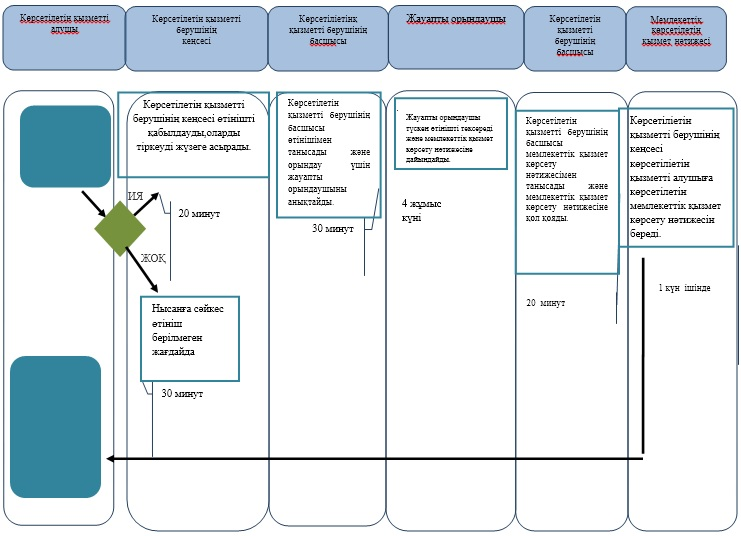 Көрсетілетін қызметті
алушы
Көрсетілетін қызметті
берушінің
кеңсесі
Көрсетілетінқ
қызметті берушінің
басшысы
Жауапты орындаушы
Көрсетілетін
қызметті
берушінің
басшысы
Мемлекеттік
көрсетілетін
қызмет нәтижесі
Көрсетілетін қызметті
берушінің кеңсесі өтінішті
қабылдауды,оларды
тіркеуді жүзеге асырады.
ИЯ
20 минут
ЖОҚ
Нысанға сәйкес
өтініш
берілмеген
жағдайда
30 минут
Көрсетілетін
қызметті берушінің
басшысы
өтінішімен
танысады және
орындау үшін
жауапты
орындаушыны
анықтайды.
30 минут
Жауапты орындаушы
түскен өтінішті тексереді
және мемлекеттік қызмет
көрсету нәтижесіне
дайындайды.
4 жұмыс
күні
Көрсетілетін
қызметті берушінің
басшысы
мемлекеттік қызмет
көрсету
нәтижесімен
танысады және
мемлекеттік қызмет
көрсету нәтижесіне
қол қояды.
20 минут
Көрсетіліетін
қызметті берушінің
кеңсесі
көрсетіліетін
қызметті алушыға
көрсетілетін
мемлекеттік қызмет
көрсету нәтижесін
береді.
1 күн ішінде